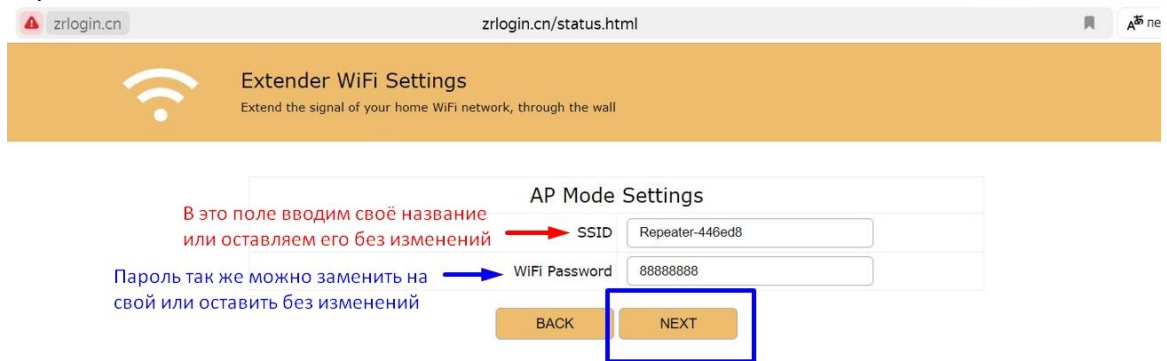 zrlogin.cn zrlogin.cn/status.html
Extender WiFi Settings
Extend the signal of your home WiFi network, through the wall
AP Mode Settings
В это поле вводим своё название
или оставляем его без изменений
SSID Repeater-446ed8
Пароль так же можно заменить на
свой или оставить без изменений
WiFi Password 88888888
BACK NEXT